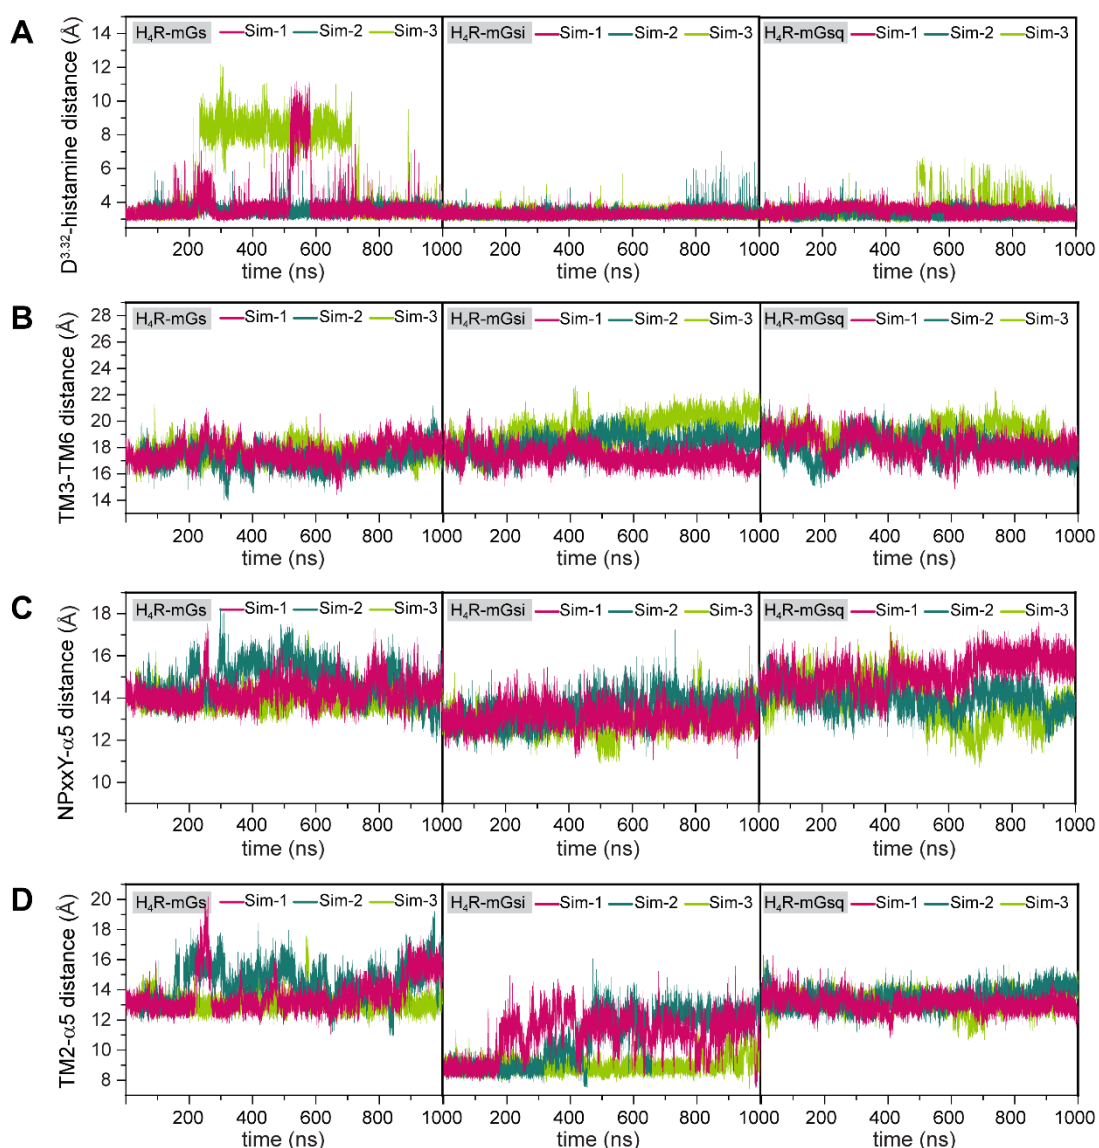 A
D3.32-histamine distance (Å)
14
12
10
8
6
4
H4R-mGs Sim-1 Sim-2 Sim-3 H4R-mGsi Sim-1 Sim-2 Sim-3 H4R-mGsq Sim-1 Sim-2 Sim-3
200 400 600 800 1000 200 400 600 800 1000 200 400 600 800 1000
time (ns) time (ns) time (ns)
B
TM3-TM6 distance (Å)
28
26
24
22
20
18
16
14
H4R-mGs Sim-1 Sim-2 Sim-3 H4R-mGsi Sim-1 Sim-2 Sim-3 H4R-mGsq Sim-1 Sim-2 Sim-3
200 400 600 800 1000 200 400 600 800 1000 200 400 600 800 1000
time (ns) time (ns) time (ns)
C
NPxxY-α5 distance (Å)
18
16
14
12
10
H4R-mGs Sim-1 Sim-2 Sim-3 H4R-mGsi Sim-1 Sim-2 Sim-3 H4R-mGsq Sim-1 Sim-2 Sim-3
200 400 600 800 1000 200 400 600 800 1000 200 400 600 800 1000
time (ns) time (ns) time (ns)
D
TM2-α5 distance (Å)
20
18
16
14
12
10
8
H4R-mGs Sim-1 Sim-2 Sim-3 H4R-mGsi Sim-1 Sim-2 Sim-3 H4R-mGsq Sim-1 Sim-2 Sim-3
200 400 600 800 1000 200 400 600 800 1000 200 400 600 800 1000
time (ns) time (ns) time (ns)